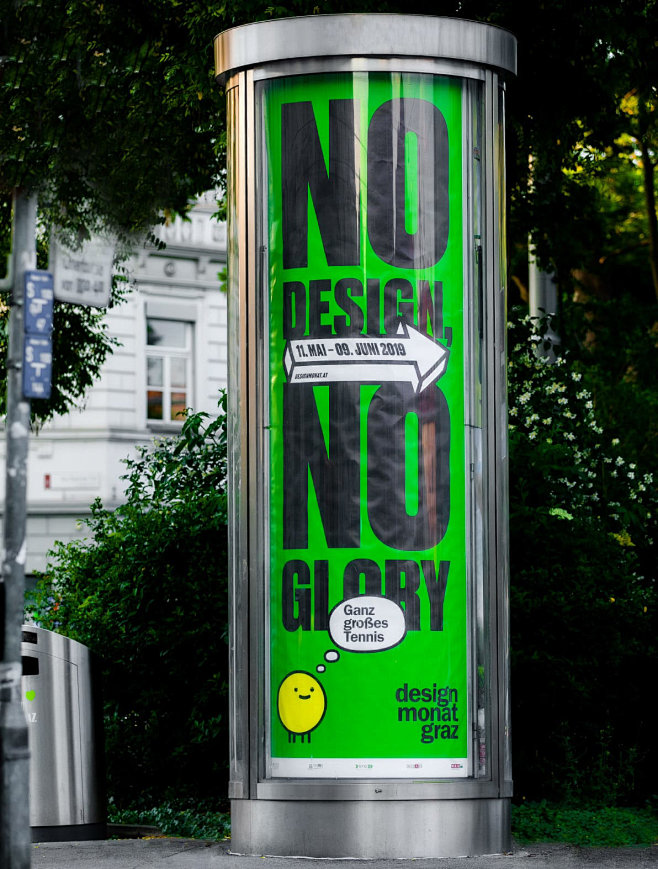 NO
DESIGN,
11. MAI – 09. JUNI 2019
DESIGNMONAT.AT
NO
GLORY
Ganz
großes
Tennis
design
monat
graz